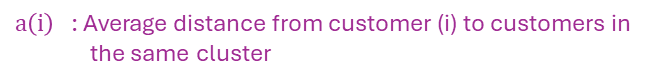 a(i) : Average distance from customer (i) to customers in
the same cluster